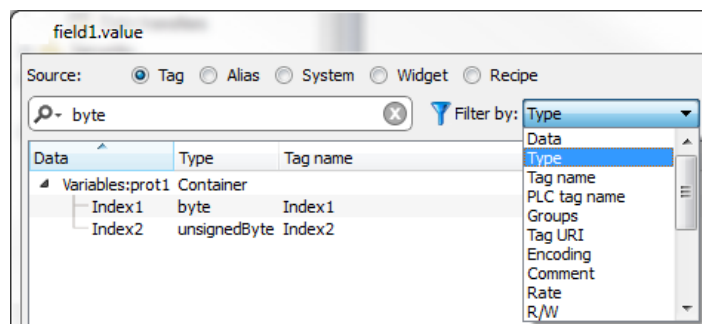 field1.value
Source: Tag Alias System Widget Recipe
byte Filter by: Type
Data Type Tag name
Variables:prot1 Container
Index1 byte Index1
Index2 unsignedByte Index2
Data
Type
Tag name
PLC tag name
Groups
Tag URI
Encoding
Comment
Rate
R/W